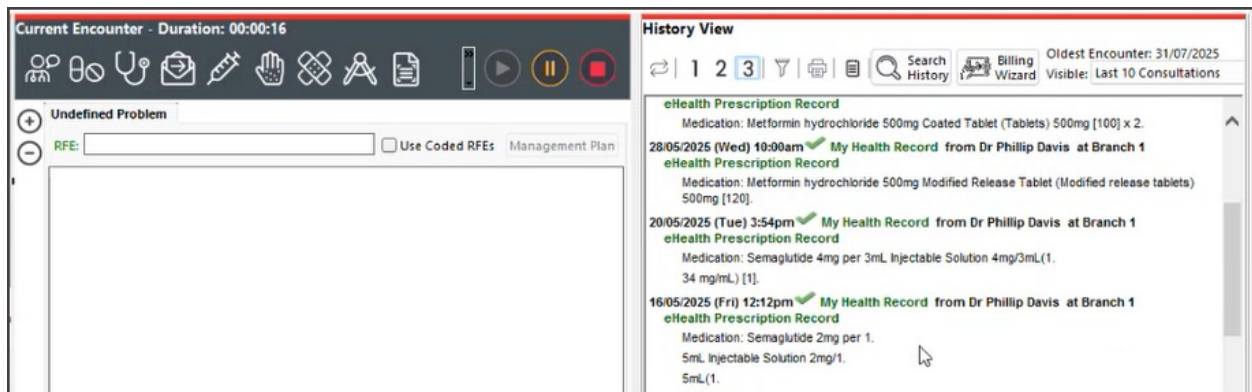 Current Encounter - Duration: 00:00:16
Undefined Problem
RFE:
Use Coded RFEs
Management Plan
History View
1 2 3
Search History
Billing Wizard
Oldest Encounter: 31/07/2025
Visible: Last 10 Consultations
eHealth Prescription Record
Medication: Metformin hydrochloride 500mg Coated Tablet (Tablets) 500mg [100] x 2.
28/05/2025 (Wed) 10:00am My Health Record from Dr Phillip Davis at Branch 1
eHealth Prescription Record
Medication: Metformin hydrochloride 500mg Modified Release Tablet (Modified release tablets)
500mg [120].
20/05/2025 (Tue) 3:54pm My Health Record from Dr Phillip Davis at Branch 1
eHealth Prescription Record
Medication: Semaglutide 4mg per 3mL Injectable Solution 4mg/3mL(1.
34 mg/mL) [1].
16/05/2025 (Fri) 12:12pm My Health Record from Dr Phillip Davis at Branch 1
eHealth Prescription Record
Medication: Semaglutide 2mg per 1.
5mL Injectable Solution 2mg/1.
5mL(1.